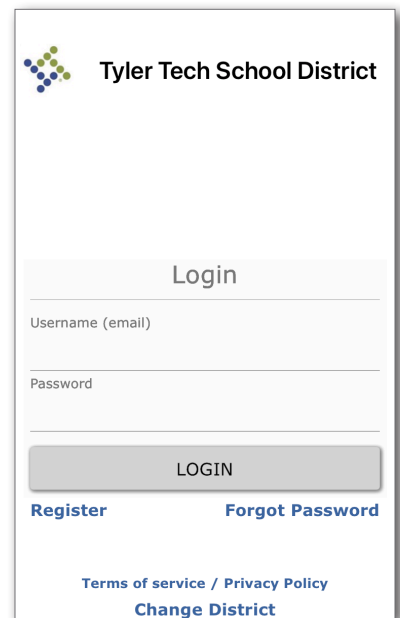 Tyler Tech School District
Login
Username (email)
Password
LOGIN
Register Forgot Password
Terms of service / Privacy Policy
Change District